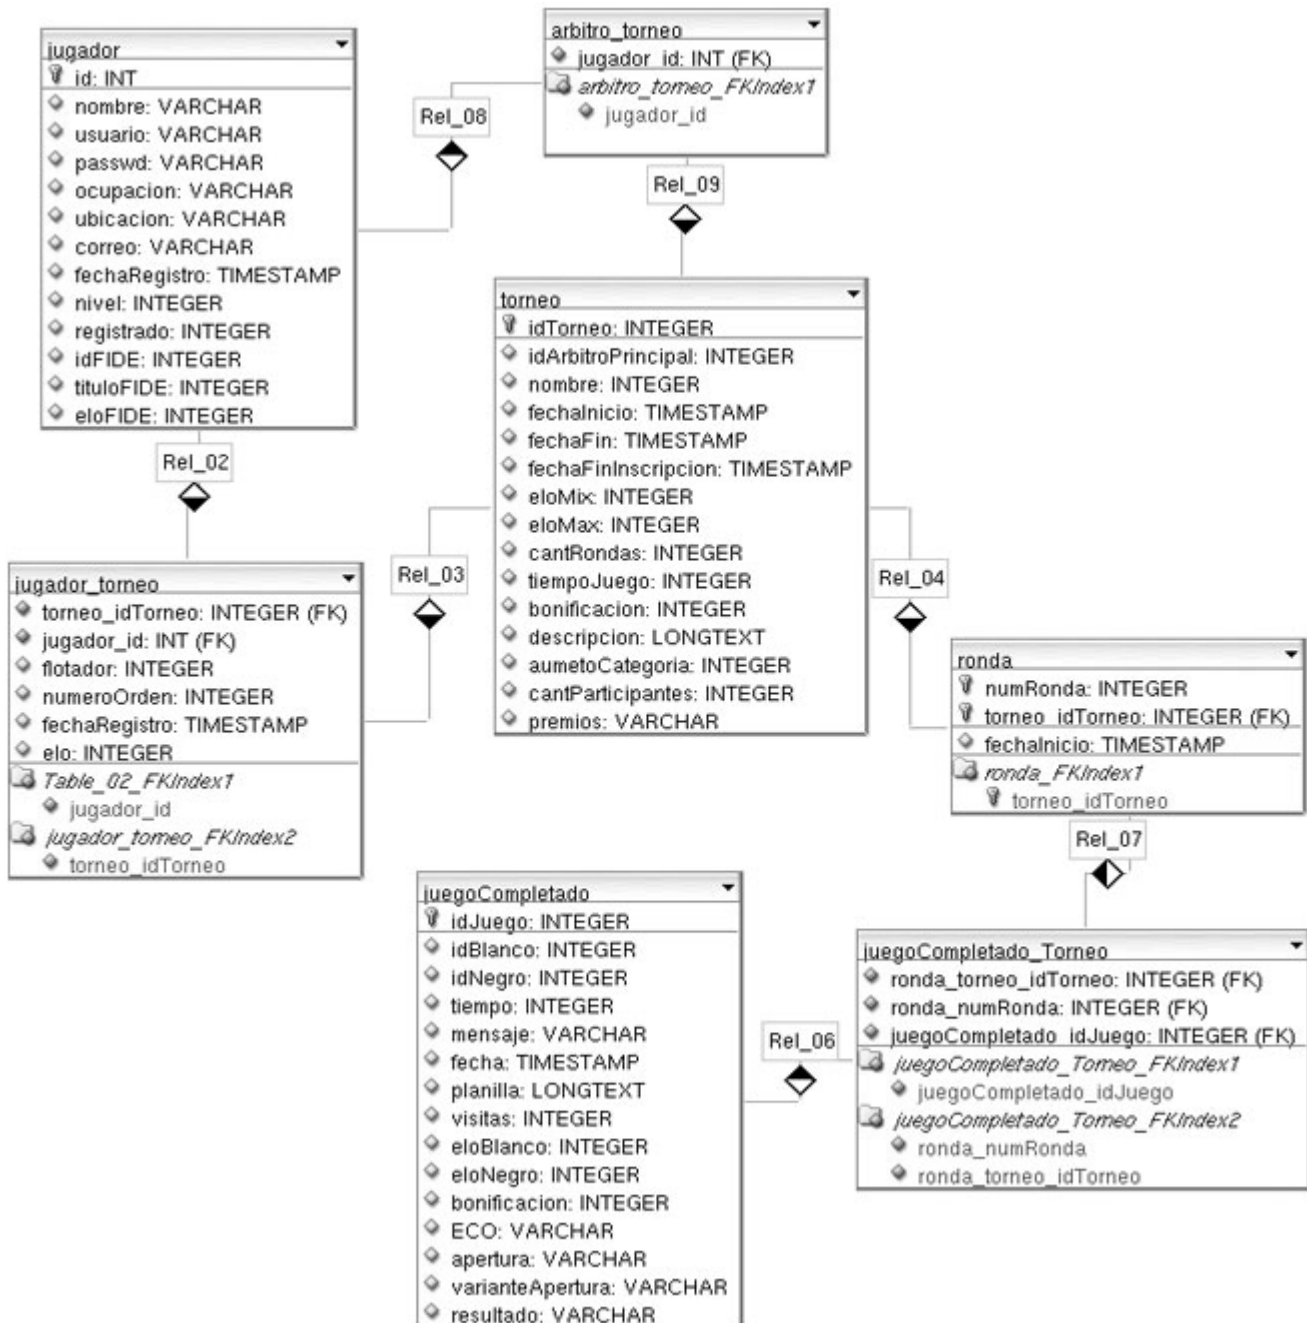 jugador
id: INT
nombre: VARCHAR
usuario: VARCHAR
passwd: VARCHAR
ocupacion: VARCHAR
ubicacion: VARCHAR
correo: VARCHAR
fechaRegistro: TIMESTAMP
nivel: INTEGER
registrado: INTEGER
idFIDE: INTEGER
tituloFIDE: INTEGER
eloFIDE: INTEGER
Rel_08
arbitro_torneo
jugador_id: INT (FK)
arbitro_torneo_FKIndex1
jugador_id
Rel_09
torneo
idTorneo: INTEGER
idArbitroPrincipal: INTEGER
nombre: INTEGER
fechaInicio: TIMESTAMP
fechaFin: TIMESTAMP
fechaFinInscripcion: TIMESTAMP
eloMix: INTEGER
eloMax: INTEGER
cantRondas: INTEGER
tiempoJuego: INTEGER
bonificacion: INTEGER
descripcion: LONGTEXT
aumetoCategoria: INTEGER
cantParticipantes: INTEGER
premios: VARCHAR
Rel_02
Rel_03
Rel_04
jugador_torneo
torneo_idTorneo: INTEGER (FK)
jugador_id: INT (FK)
flotador: INTEGER
numeroOrden: INTEGER
fechaRegistro: TIMESTAMP
elo: INTEGER
Table_02_FKIndex1
jugador_id
jugador_torneo_FKIndex2
torneo_idTorneo
ronda
numRonda: INTEGER
torneo_idTorneo: INTEGER (FK)
fechaInicio: TIMESTAMP
ronda_FKIndex1
torneo_idTorneo
Rel_07
juegoCompletado
idJuego: INTEGER
idBlanco: INTEGER
idNegro: INTEGER
tiempo: INTEGER
mensaje: VARCHAR
fecha: TIMESTAMP
planilla: LONGTEXT
visitas: INTEGER
eloBlanco: INTEGER
eloNegro: INTEGER
bonificacion: INTEGER
ECO: VARCHAR
apertura: VARCHAR
varianteApertura: VARCHAR
resultado: VARCHAR
Rel_06
juegoCompletado_Torneo
ronda_torneo_idTorneo: INTEGER (FK)
ronda_numRonda: INTEGER (FK)
juegoCompletado_idJuego: INTEGER (FK)
juegoCompletado_Torneo_FKIndex1
juegoCompletado_idJuego
juegoCompletado_Torneo_FKIndex2
ronda_numRonda
ronda_torneo_idTorneo